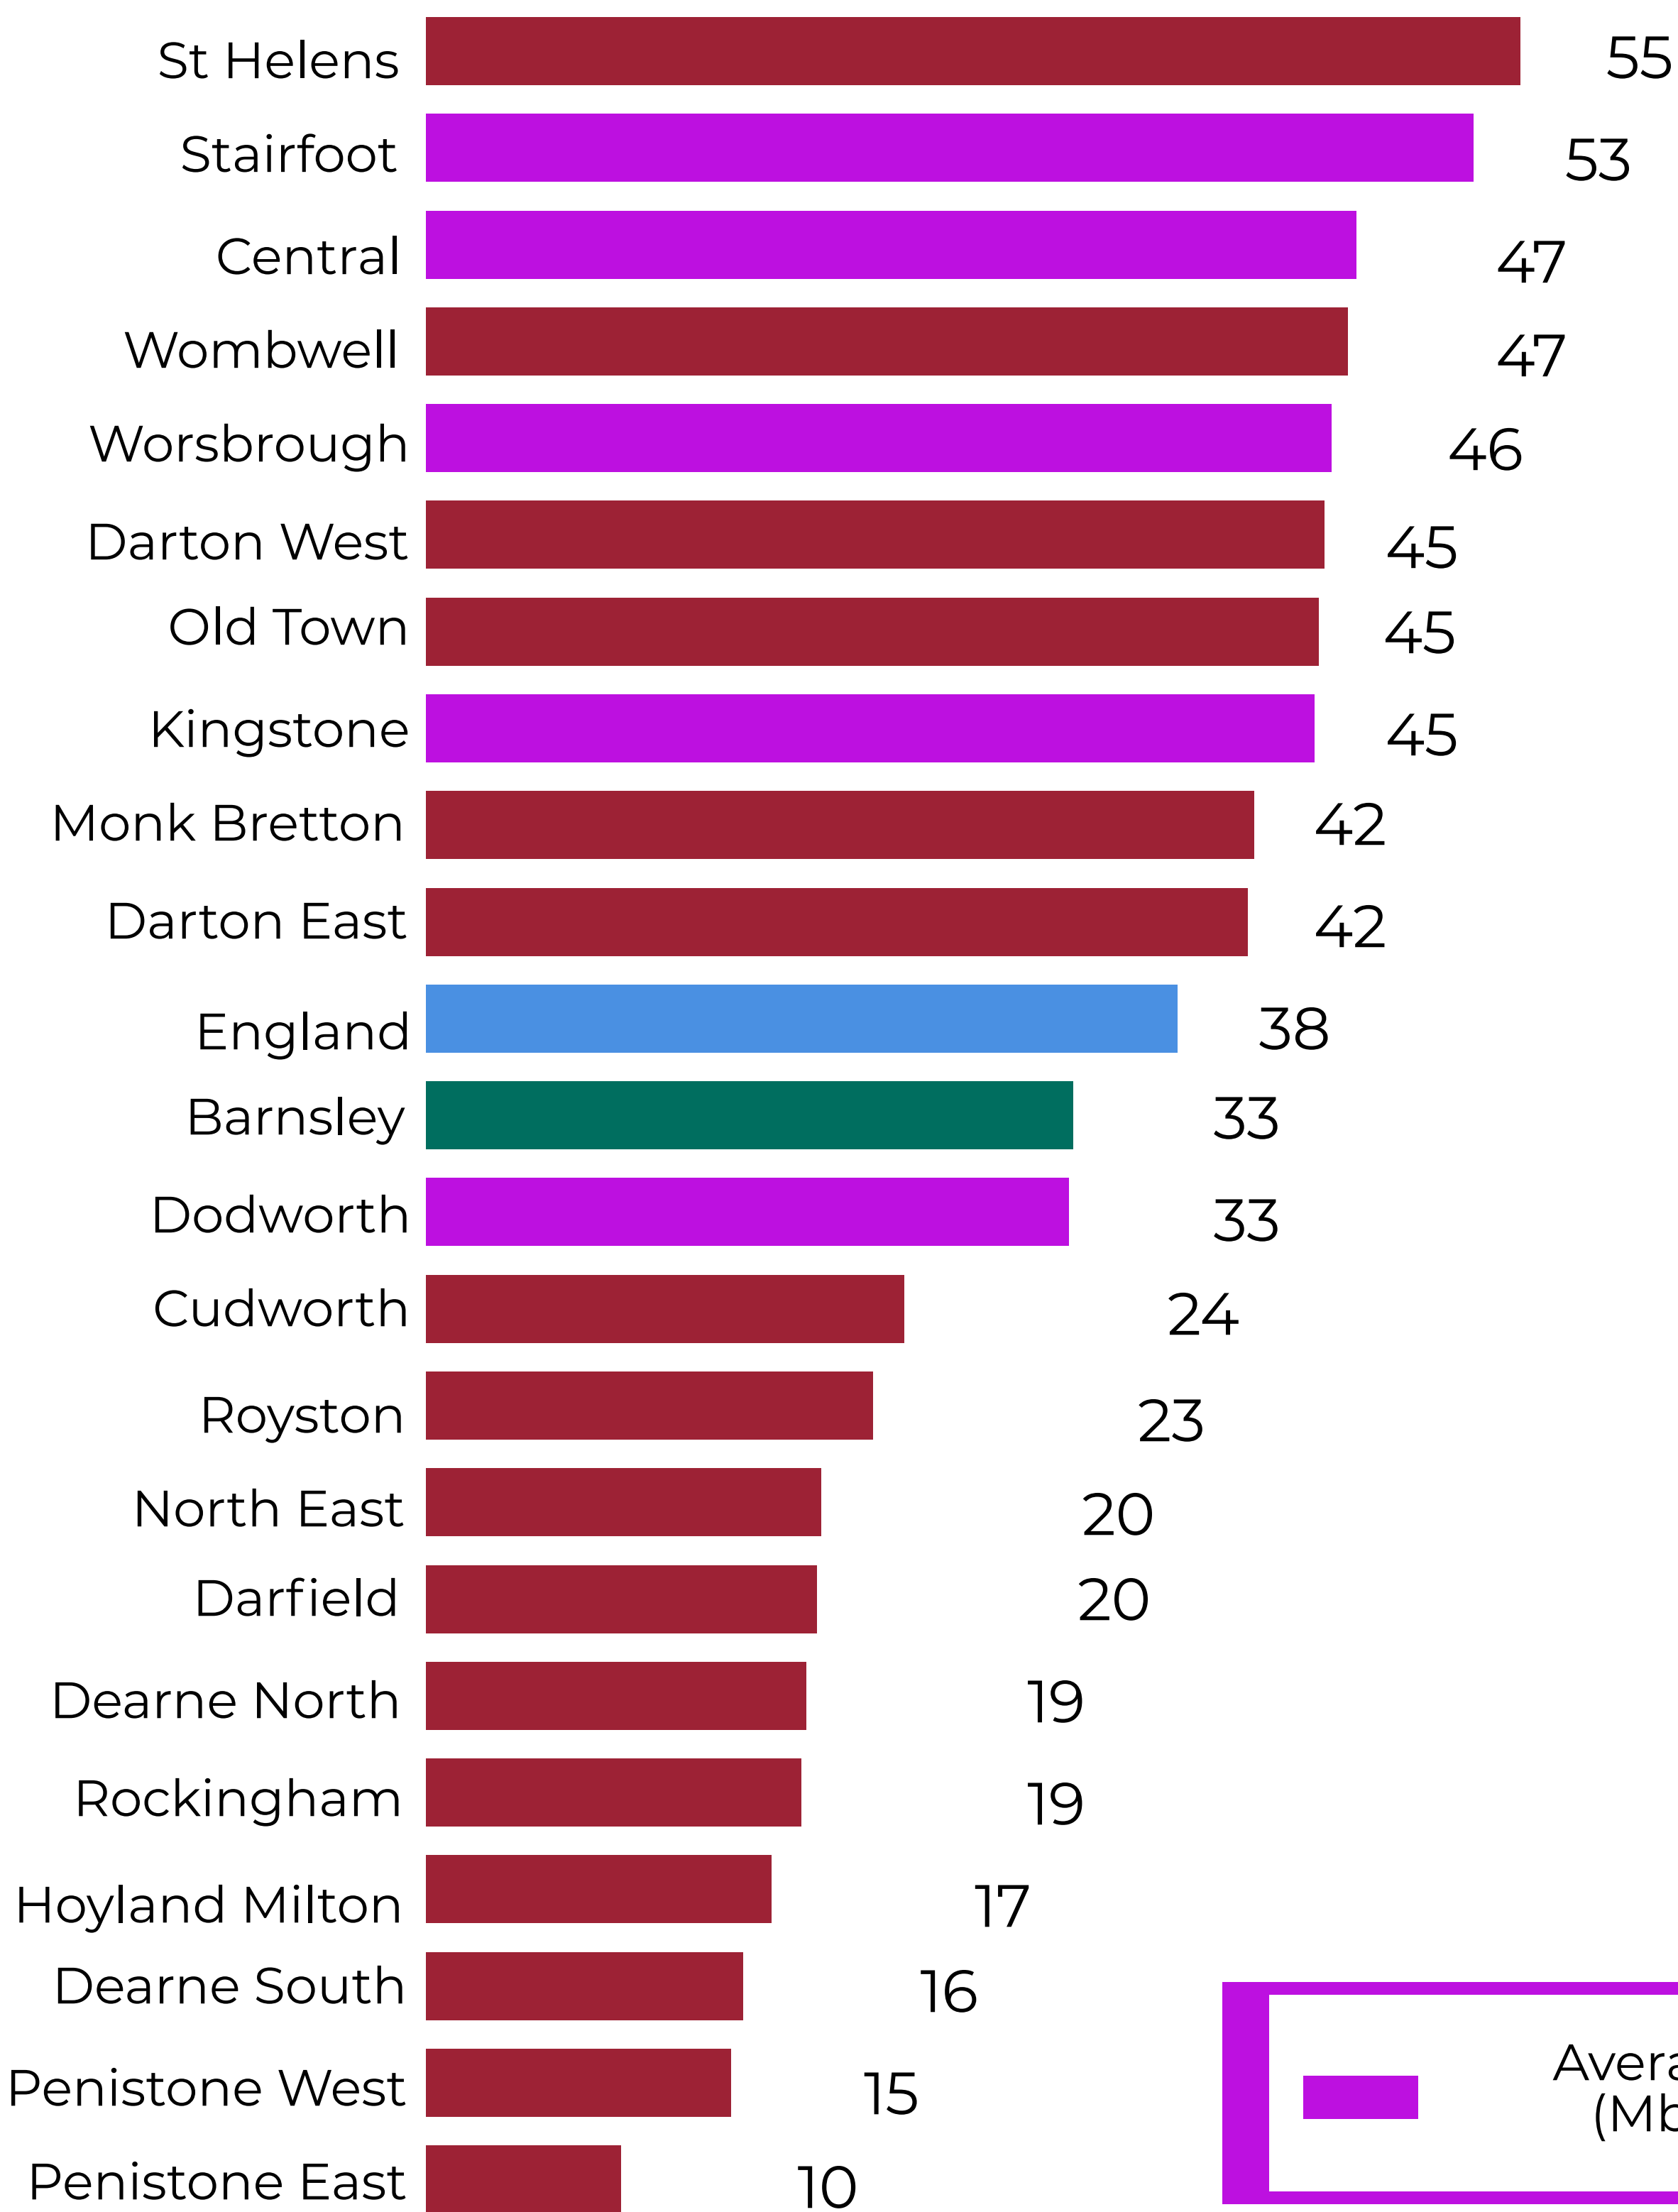 St Helens 55
Stairfoot 53
Central 47
Wombwell 47
Worsbrough 46
Darton West 45
Old Town 45
Kingstone 45
Monk Bretton 42
Darton East 42
England 38
Barnsley 33
Dodworth 33
Cudworth 24
Royston 23
North East 20
Darfield 20
Dearne North 19
Rockingham 19
Hoyland Milton 17
Dearne South 16
Penistone West 15
Penistone East 10